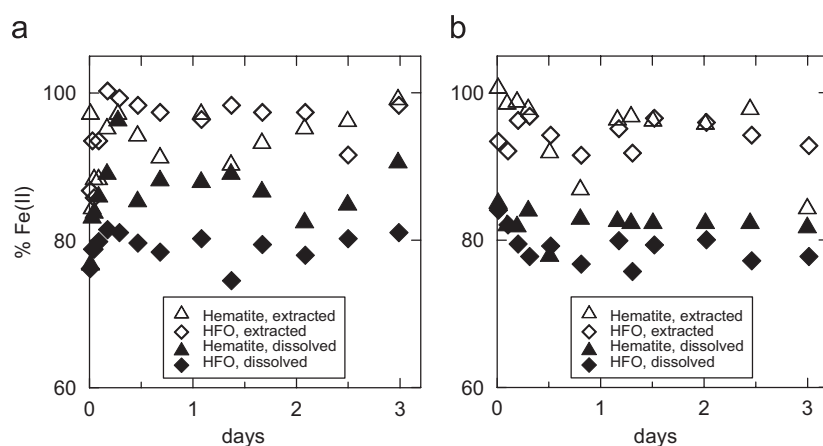 a
b
% Fe(II)
100
80
60
0
1
2
3
days
Hematite, extracted
HFO, extracted
Hematite, dissolved
HFO, dissolved
100
80
60
0
1
2
3
days
Hematite, extracted
HFO, extracted
Hematite, dissolved
HFO, dissolved